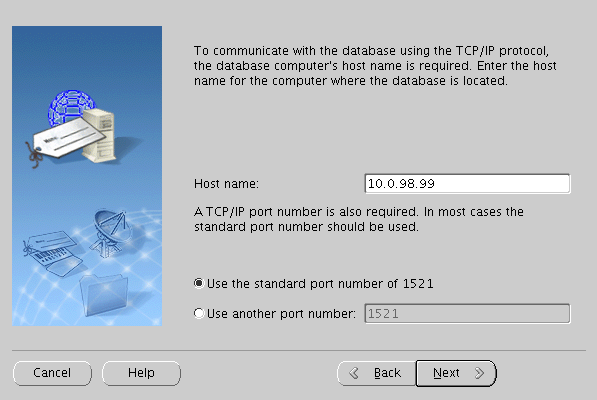 To communicate with the database using the TCP/IP protocol,
the database computer's host name is required. Enter the host
name for the computer where the database is located.
Host name:
10.0.98.99
A TCP/IP port number is also required. In most cases the
standard port number should be used.
Use the standard port number of 1521
Use another port number:
1521
Cancel
Help
Back
Next